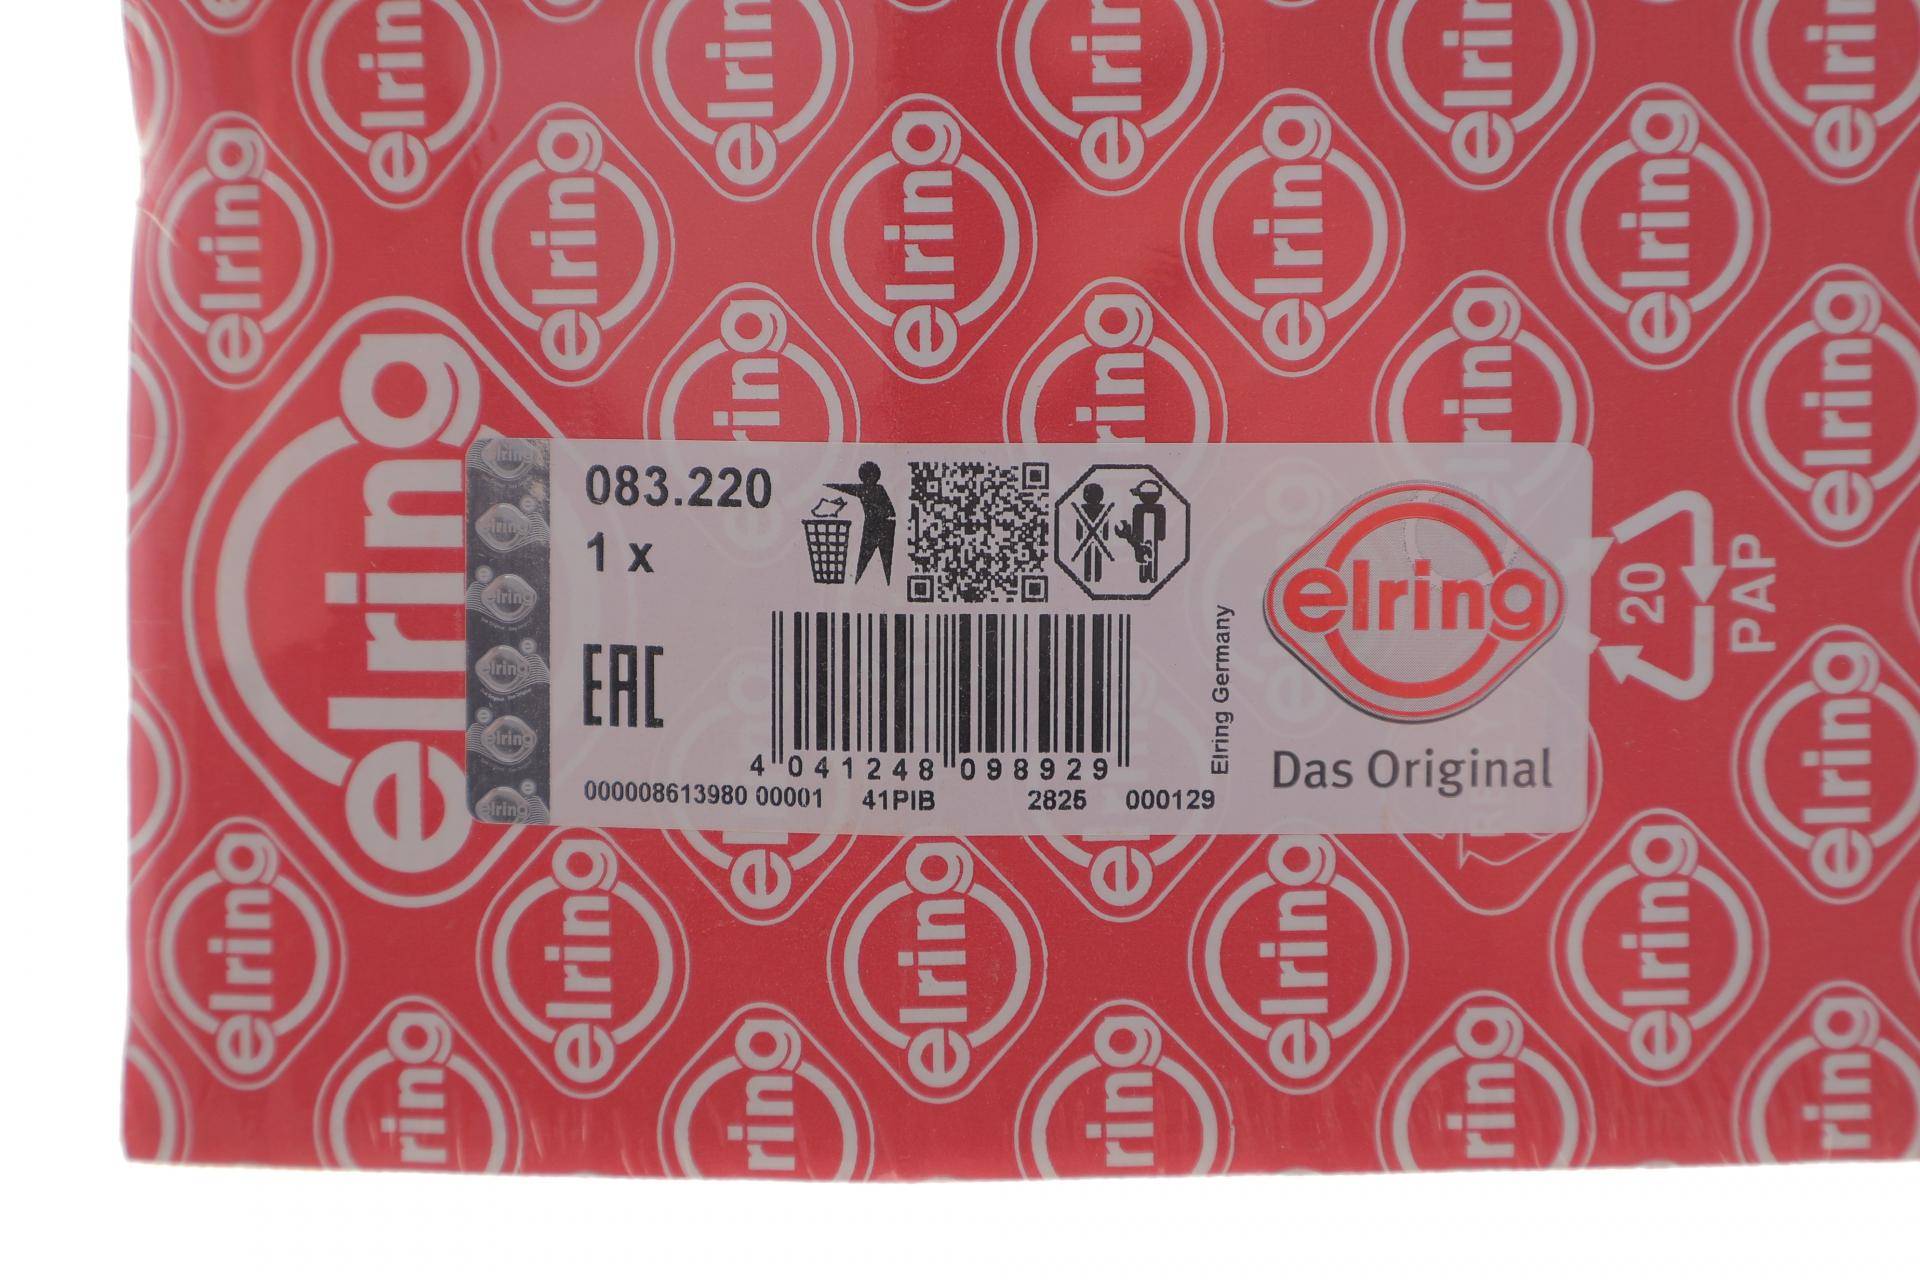 083.220
1 x
EAC
4 041248 098929
000008613980 00001 41PIB 2825 000129
Elring Germany
elring
Das Original
20
PAP
elring